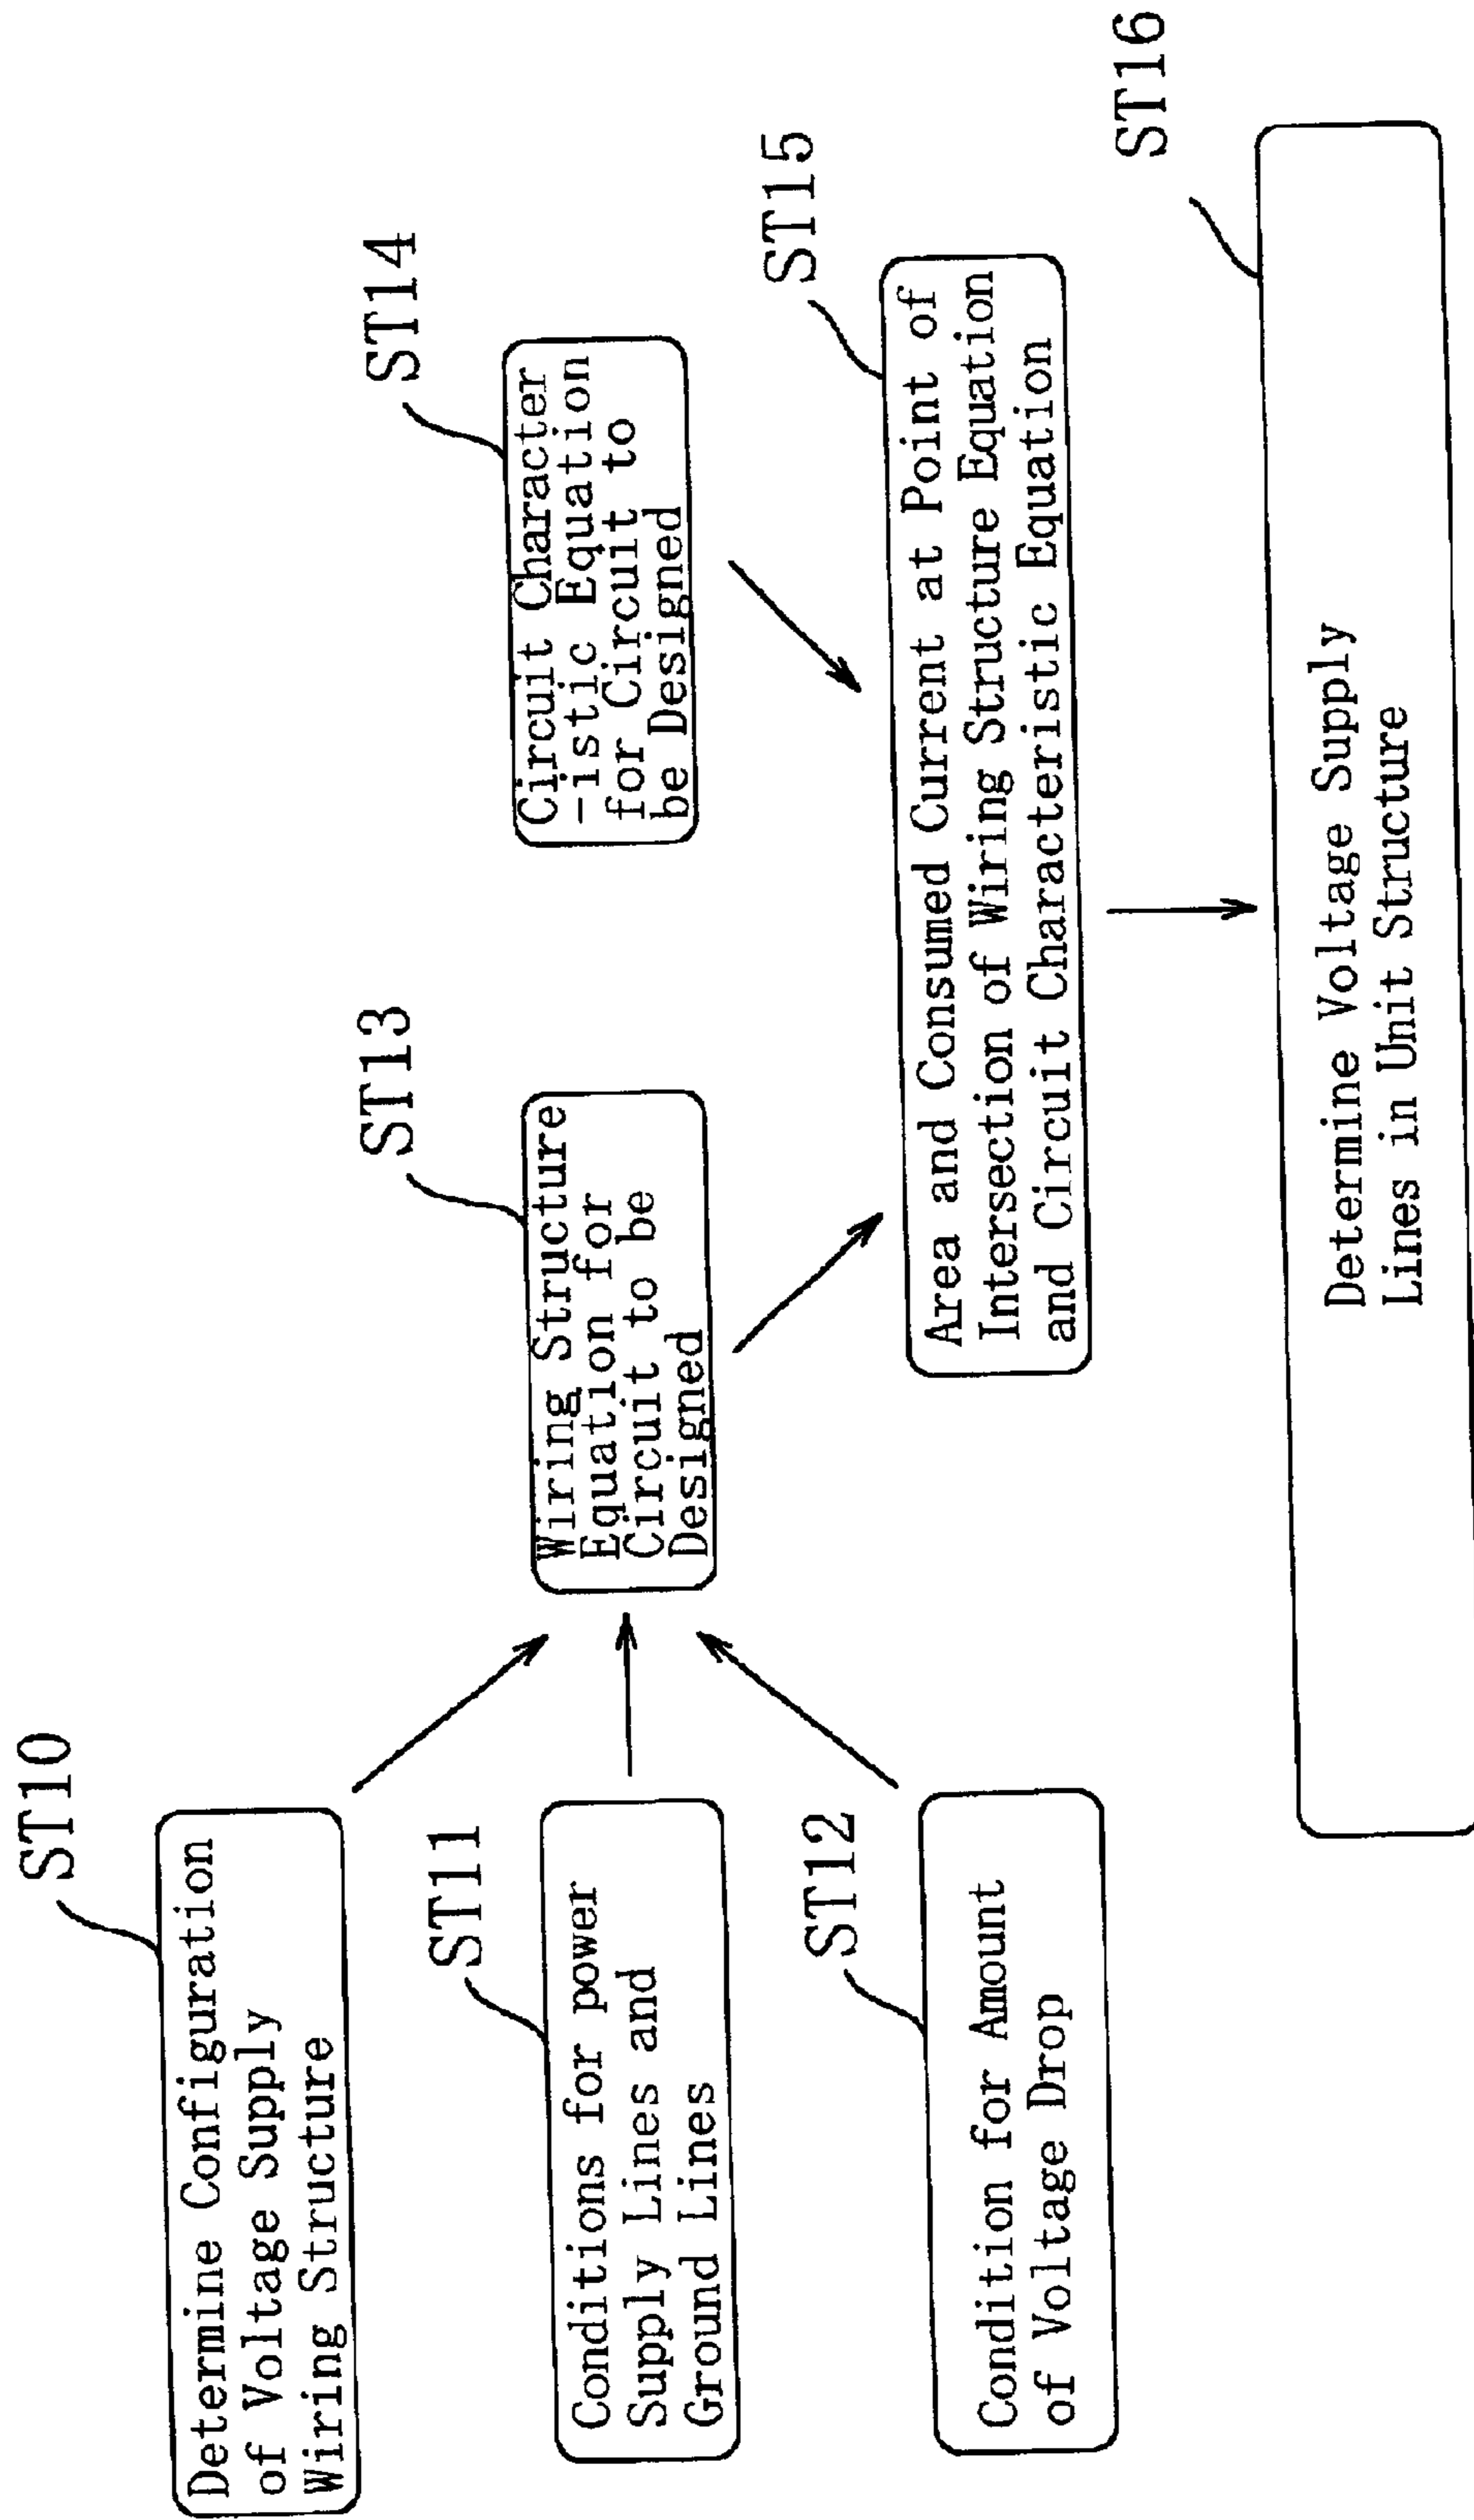 ST10
Determine Configuration
of Voltage Supply
Wiring Structure
ST11
Conditions for power
Supply Lines and
Ground Lines
ST12
Condition for Amount
of Voltage Drop
ST13
Wiring Structure
Equation for
Circuit to be
Designed
ST14
Circuit Character
-istic Equation
for Circuit to
be Designed
ST15
Area and Consumed Current at Point of
Intersection of Wiring Structure Equation
and Circuit Characteristic Equation
ST16
Determine Voltage Supply
Lines in Unit Structure